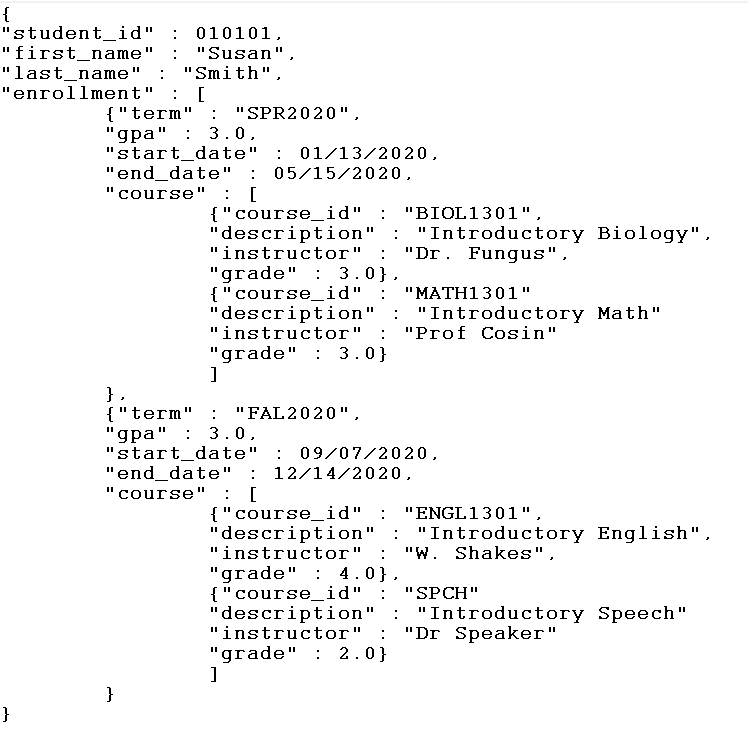 {
"student_id" : 010101,
"first_name" : "Susan",
"last_name" : "Smith",
"enrollment" : [
        {"term" : "SPR2020",
        "gpa" : 3.0,
        "start_date" : 01/13/2020,
        "end_date" : 05/15/2020,
        "course" : [
                {"course_id" : "BIOL1301",
                "description" : "Introductory Biology",
                "instructor" : "Dr. Fungus",
                "grade" : 3.0},
                {"course_id" : "MATH1301"
                "description" : "Introductory Math"
                "instructor" : "Prof Cosin"
                "grade" : 3.0}
                ]
        },
        {"term" : "FAL2020",
        "gpa" : 3.0,
        "start_date" : 09/07/2020,
        "end_date" : 12/14/2020,
        "course" : [
                {"course_id" : "ENGL1301",
                "description" : "Introductory English",
                "instructor" : "W. Shakes",
                "grade" : 4.0},
                {"course_id" : "SPCH"
                "description" : "Introductory Speech"
                "instructor" : "Dr Speaker"
                "grade" : 2.0}
                ]
        }
}